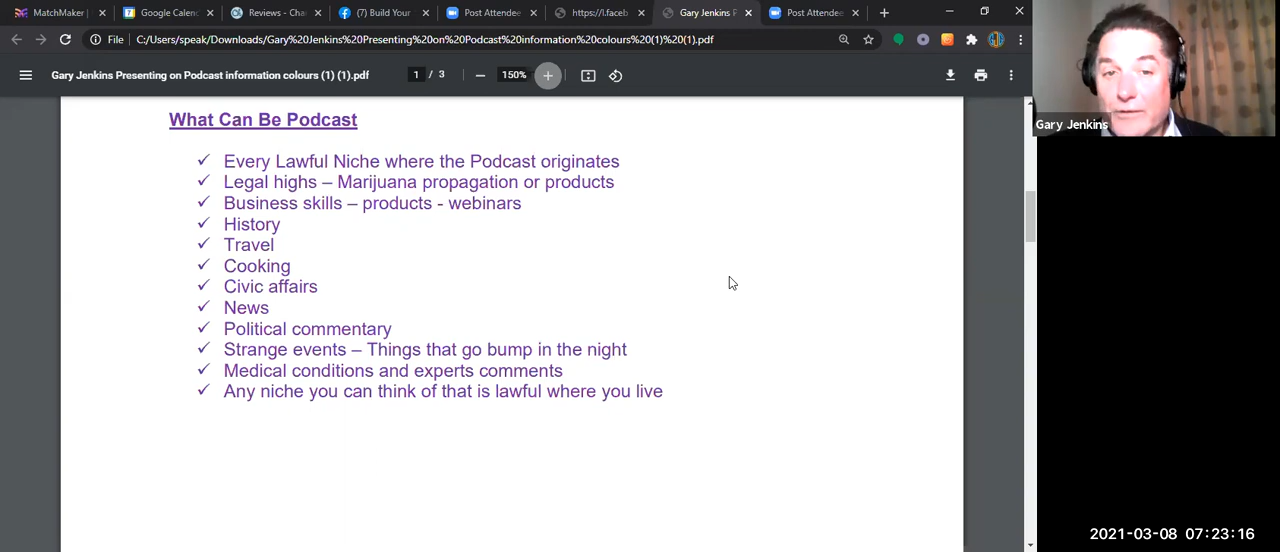 MatchMaker |
Google Calenc
Reviews - Cha
(7) Build Your
Post Attendee
https://l.faceb
Gary Jenkins P
Post Attendee
File
C:/Users/speak/Downloads/Gary%20Jenkins%20Presenting%20on%20Podcast%20information%20colours%20(1)%20(1).pdf
Gary Jenkins Presenting on Podcast information colours (1) (1).pdf
1 / 3
150%
Gary Jenkins
What Can Be Podcast
✓ Every Lawful Niche where the Podcast originates
✓ Legal highs – Marijuana propagation or products
✓ Business skills – products - webinars
✓ History
✓ Travel
✓ Cooking
✓ Civic affairs
✓ News
✓ Political commentary
✓ Strange events – Things that go bump in the night
✓ Medical conditions and experts comments
✓ Any niche you can think of that is lawful where you live
2021-03-08 07:23:16